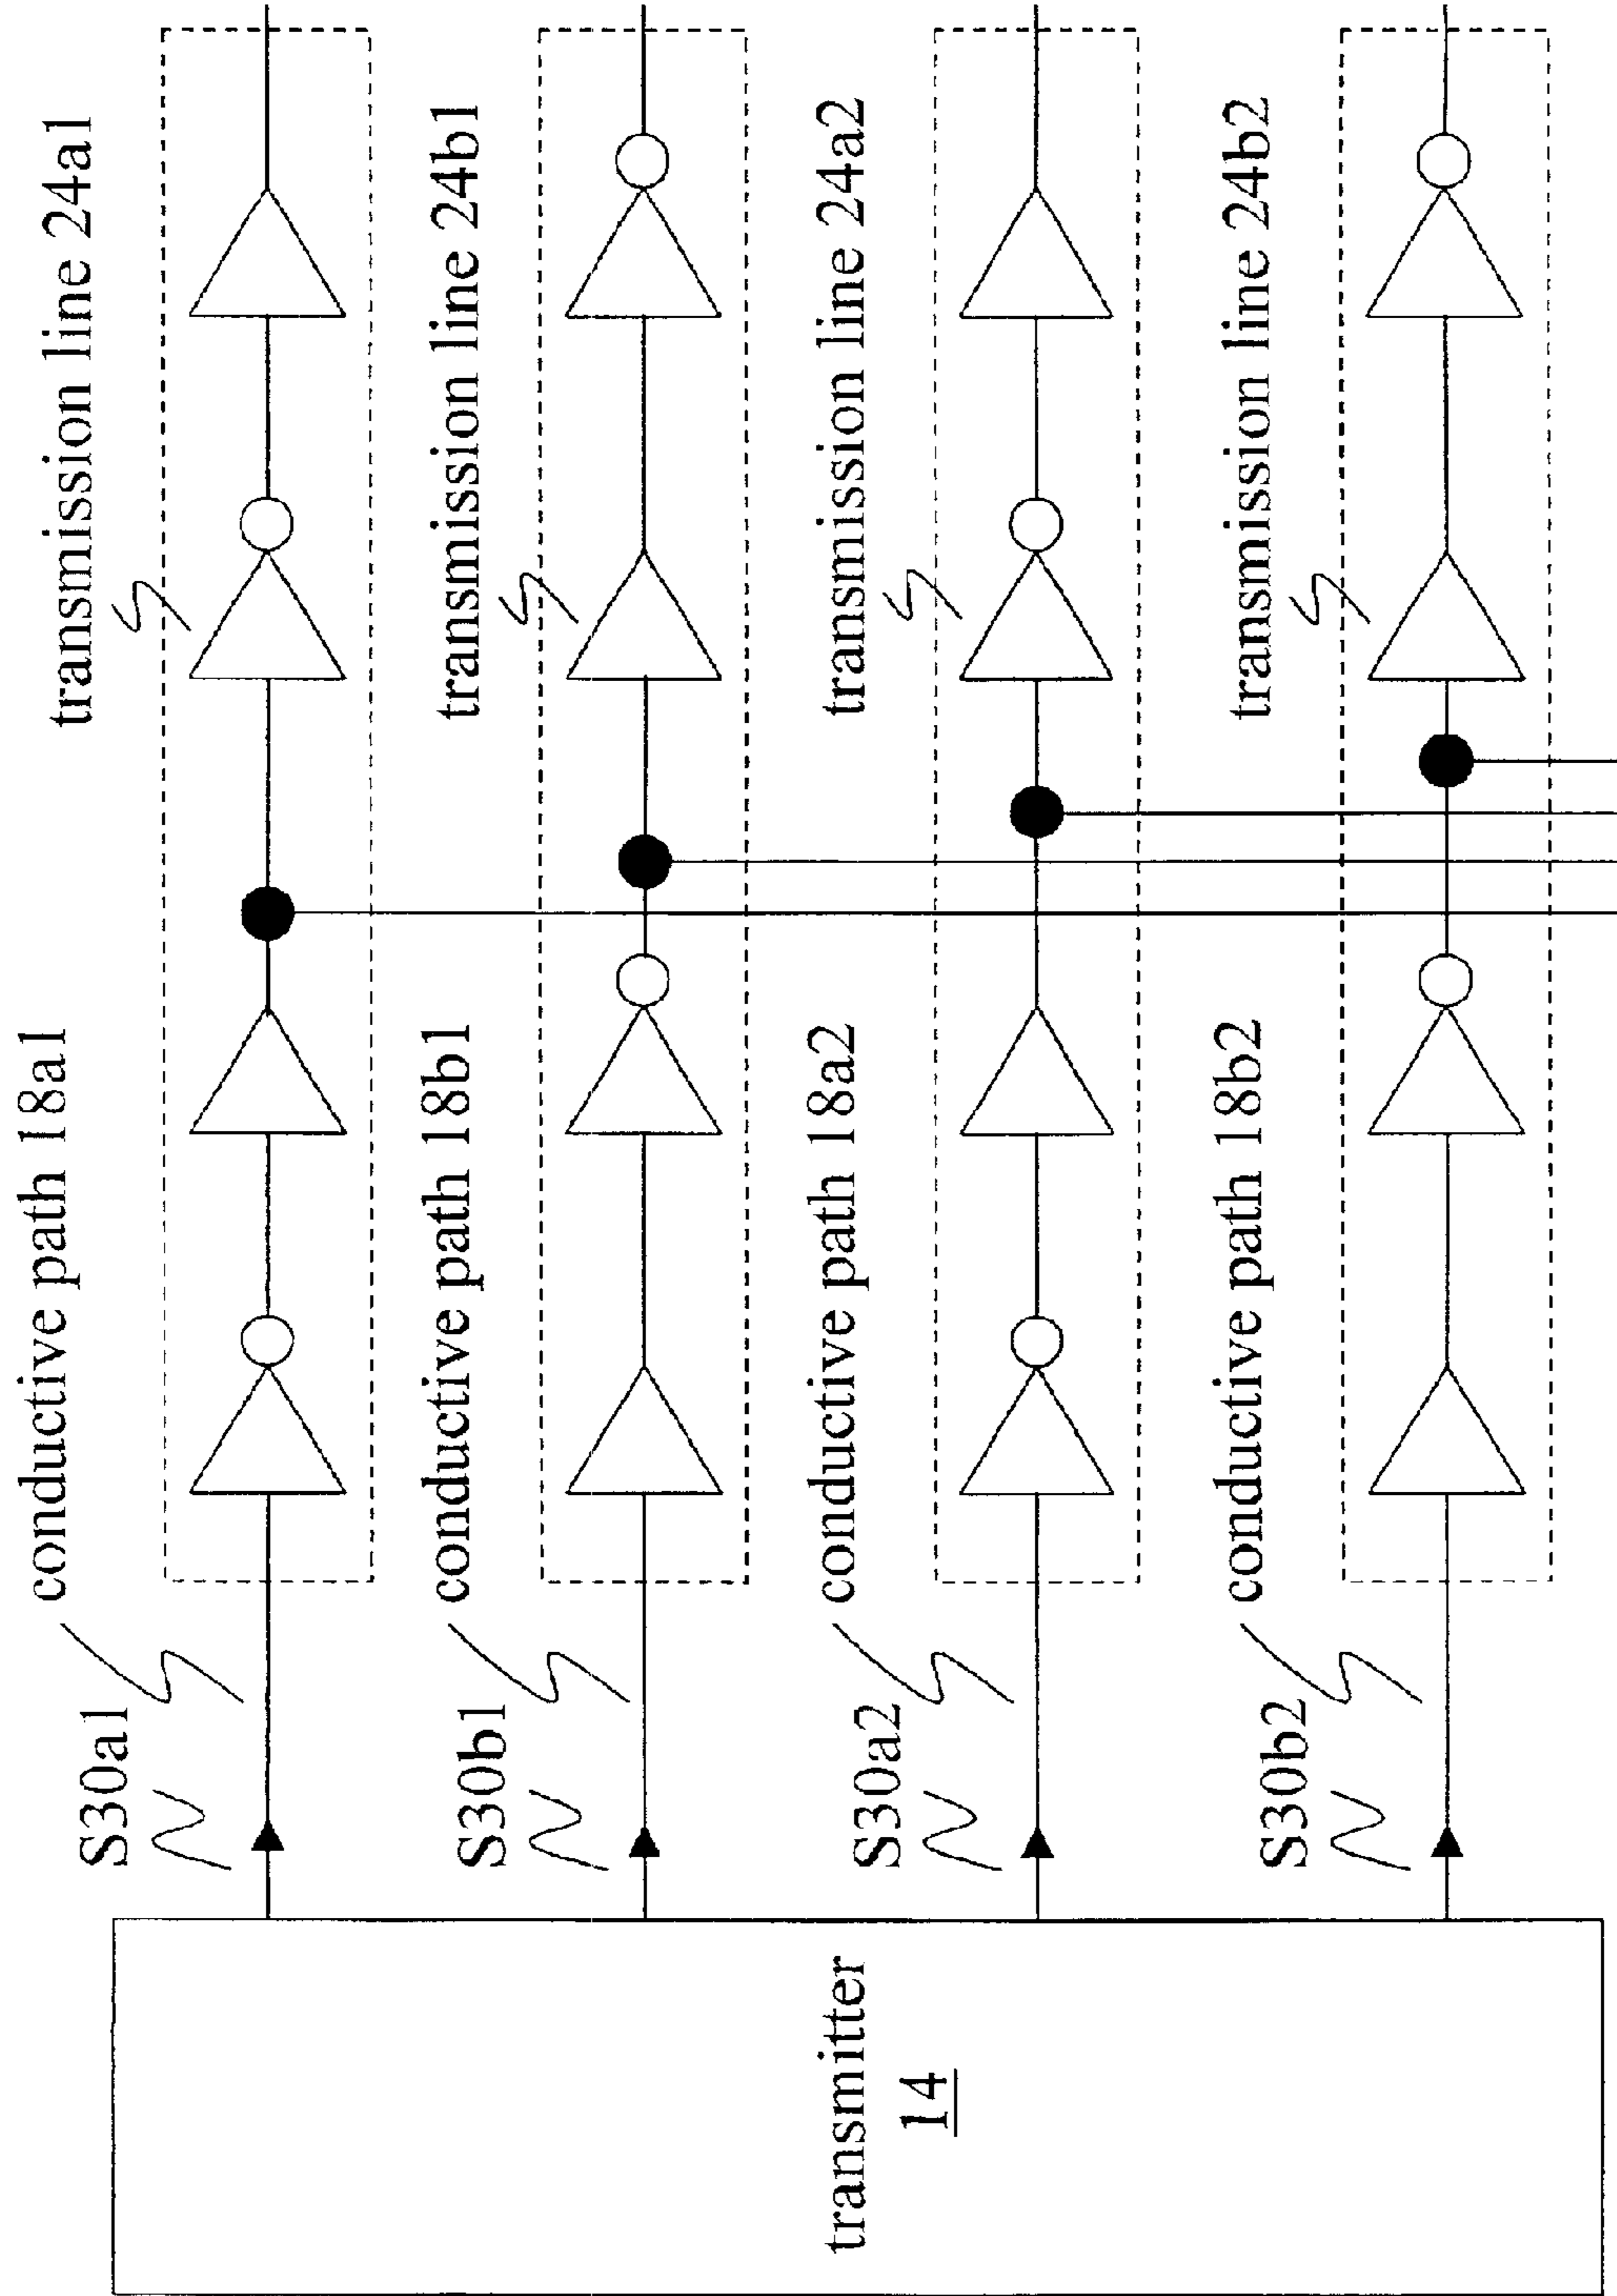 transmission line 24a1
conductive path 18a1
S30a1
transmission line 24b1
conductive path 18b1
S30b1
transmission line 24a2
conductive path 18a2
S30a2
transmission line 24b2
conductive path 18b2
S30b2
transmitter
14